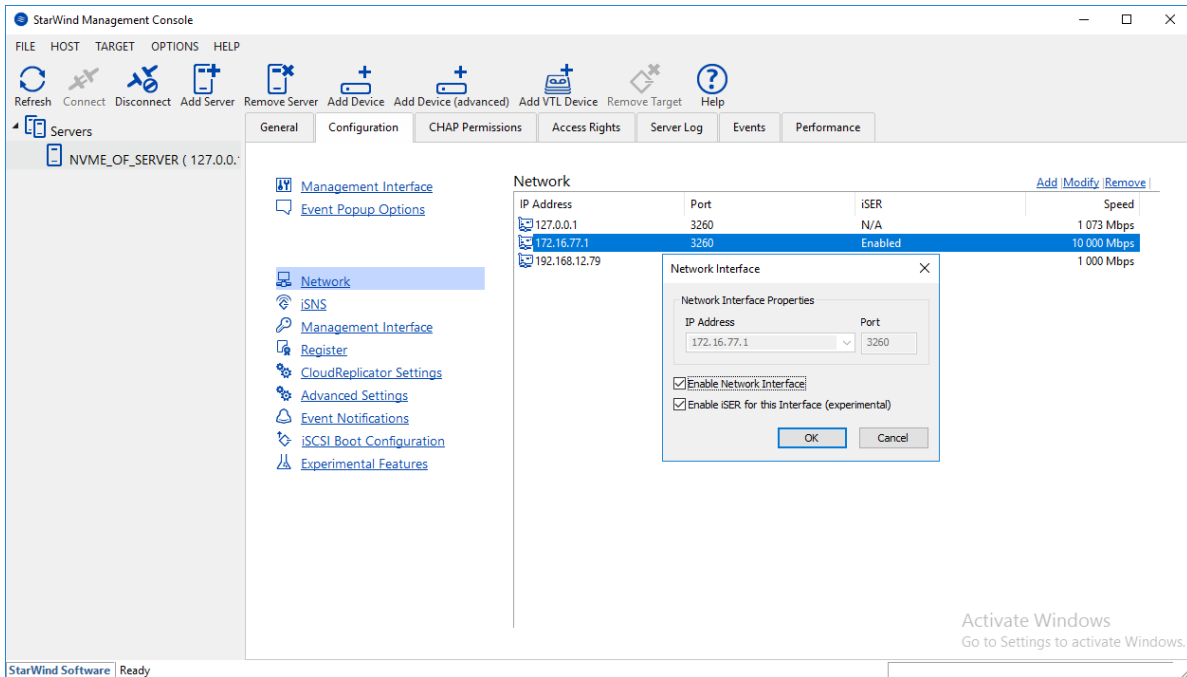 StarWind Management Console
FILE HOST TARGET OPTIONS HELP
Refresh Connect Disconnect Add Server Remove Server Add Device Add Device (advanced) Add VTL Device Remove Target Help
Servers
NVME_OF_SERVER ( 127.0.0.
General Configuration CHAP Permissions Access Rights Server Log Events Performance
Management Interface
Event Popup Options
Network
iSNS
Management Interface
Register
CloudReplicator Settings
Advanced Settings
Event Notifications
iSCSI Boot Configuration
Experimental Features
Network Add | Modify | Remove |
IP Address Port iSER Speed
127.0.0.1 3260 N/A 1 073 Mbps
172.16.77.1 3260 Enabled 10 000 Mbps
192.168.12.79 1 000 Mbps
Network Interface
Network Interface Properties
IP Address Port
172.16.77.1 3260
Enable Network Interface
Enable iSER for this Interface (experimental)
OK Cancel
Activate Windows
Go to Settings to activate Windows.
StarWind Software Ready